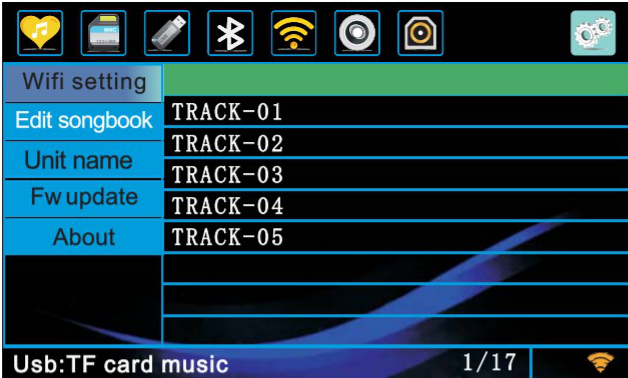 Wifi setting
Edit songbook
Unit name
Fw update
About
TRACK-01
TRACK-02
TRACK-03
TRACK-04
TRACK-05
Usb:TF card music
1/17